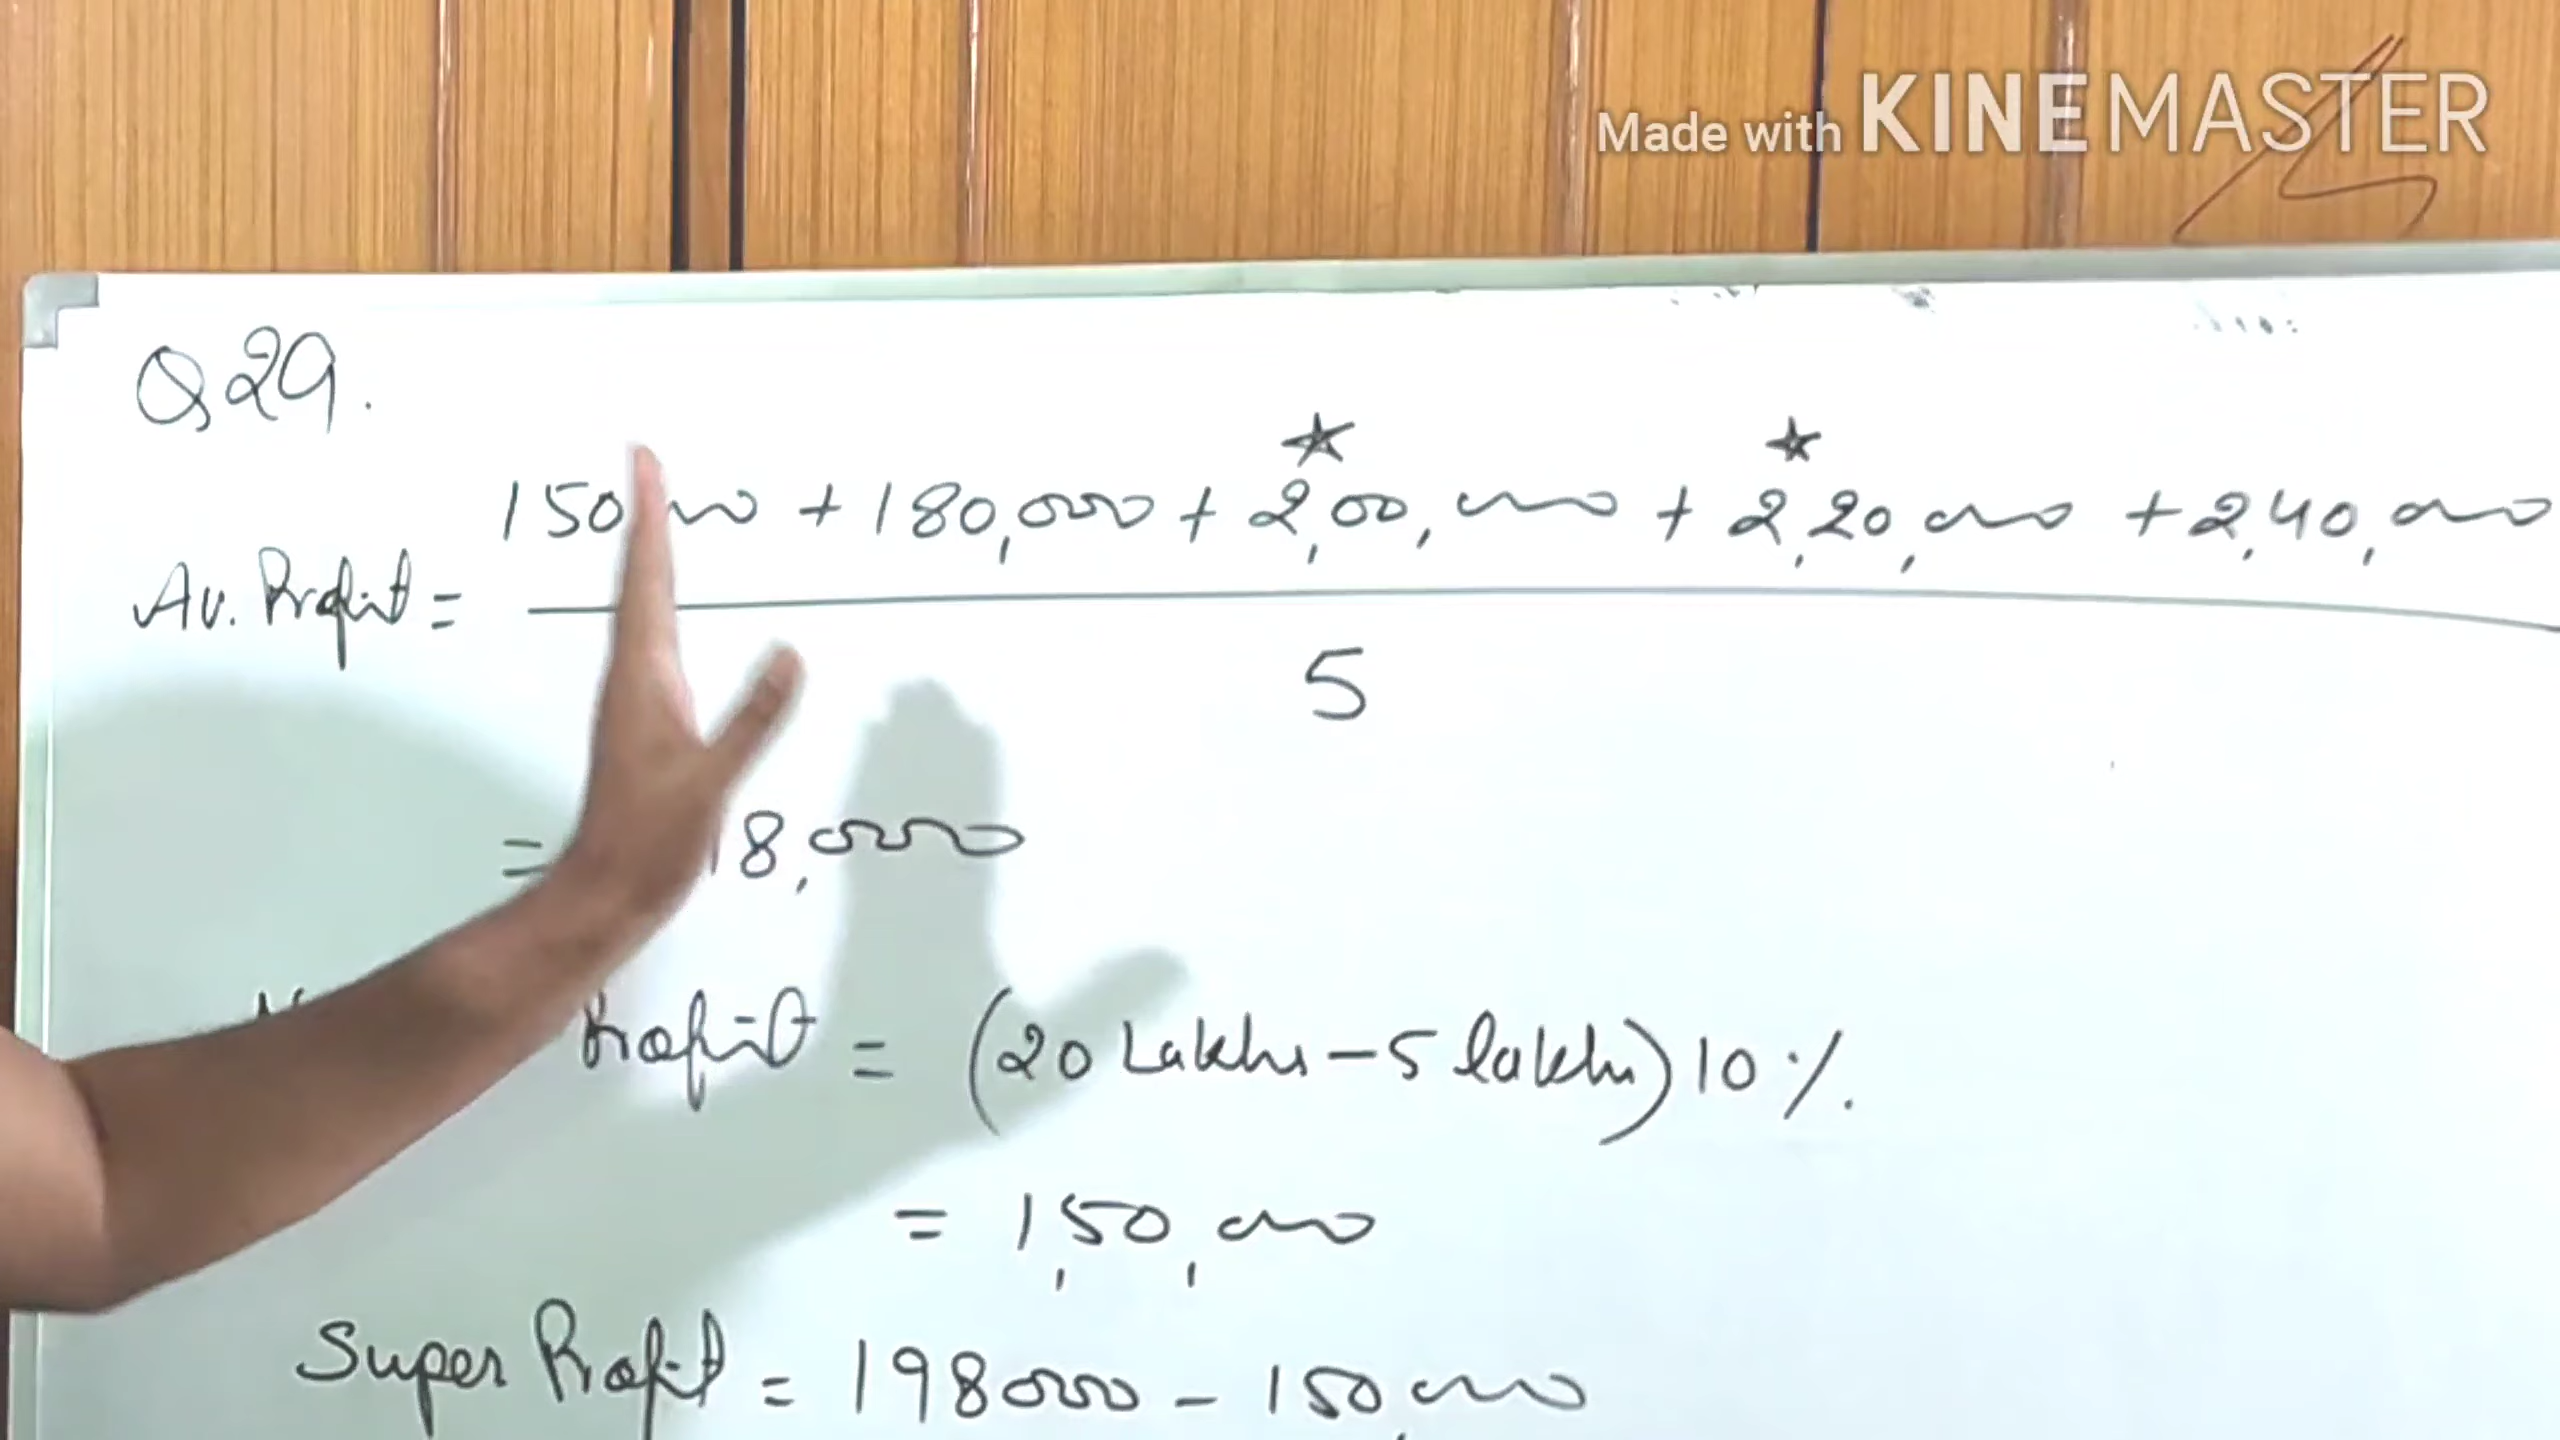 Made with KINEMASTER
Q29.
150,000 + 180,000 + 2,00,000 + 2,20,000 + 2,40,000
Av. Profit =
5
= 8,000
Profit = (20 Lakhs - 5 lakhs) 10 %.
= 1,50,000
Super Profit = 198000 - 150,000